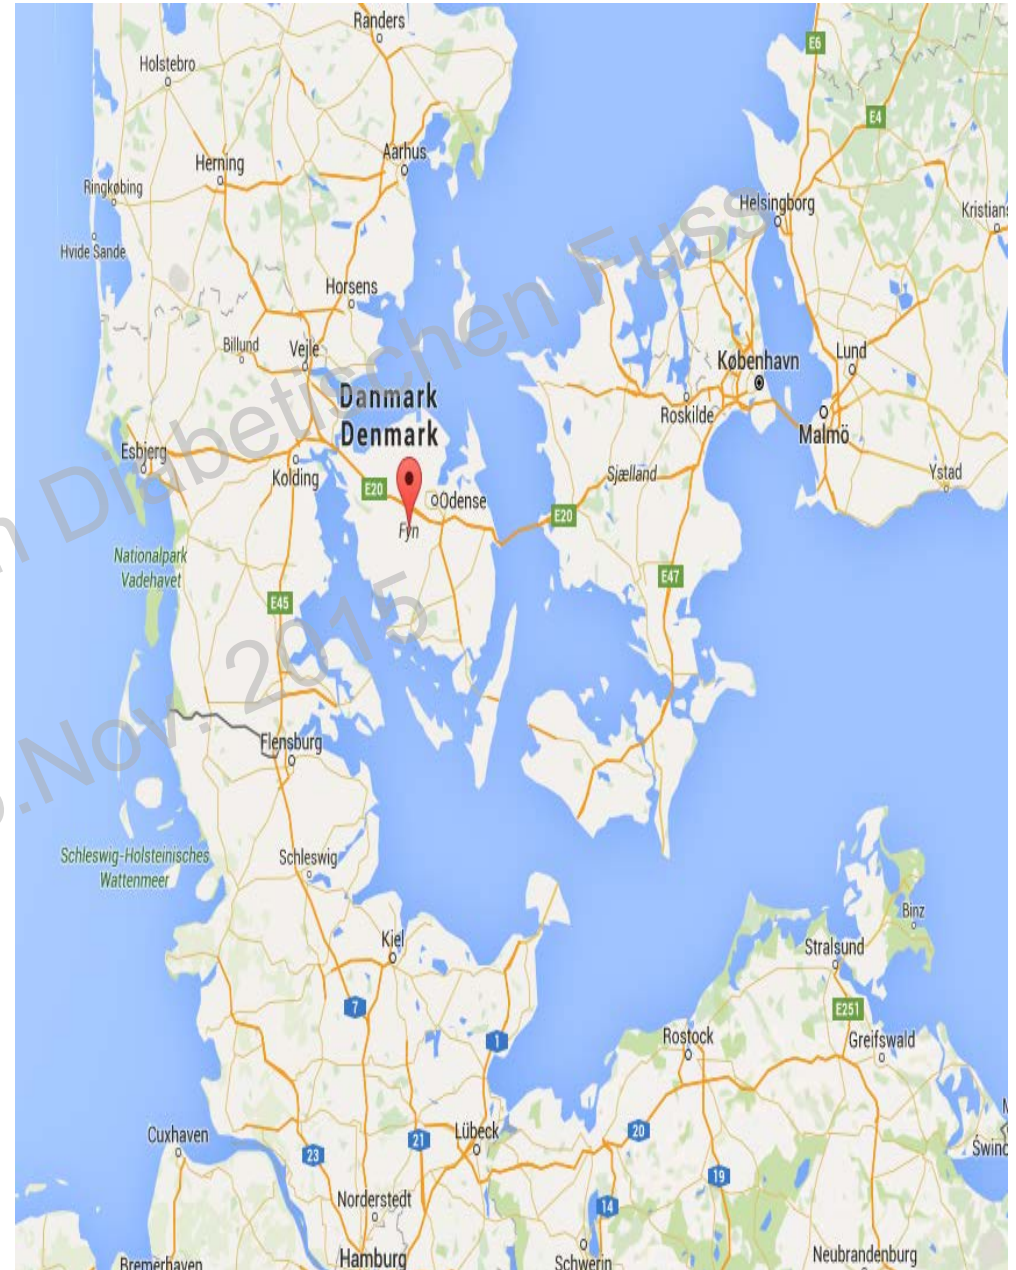 Randers
E6
Holstebro
E4
Aarhus
Herning
Ringkøbing
Helsingborg
Kristians
Hvide Sande
Horsens
Billund
Vejle
København
Lund
Danmark
Denmark
Roskilde
Malmö
Esbjerg
Kolding
E20
Odense
Sjælland
Ystad
Fyn
E20
Nationalpark
Vadehavet
E47
E45
Flensburg
Schleswig-Holsteinisches
Wattenmeer
Schleswig
Binz
Kiel
Stralsund
7
E251
1
Rostock
Greifswald
Cuxhaven
23
21
Lübeck
20
Świno
19
Norderstedt
14
Bremerhaven
Hamburg
Schwerin
Neubrandenburg
n Diabetischen Fuss
.Nov. 2015